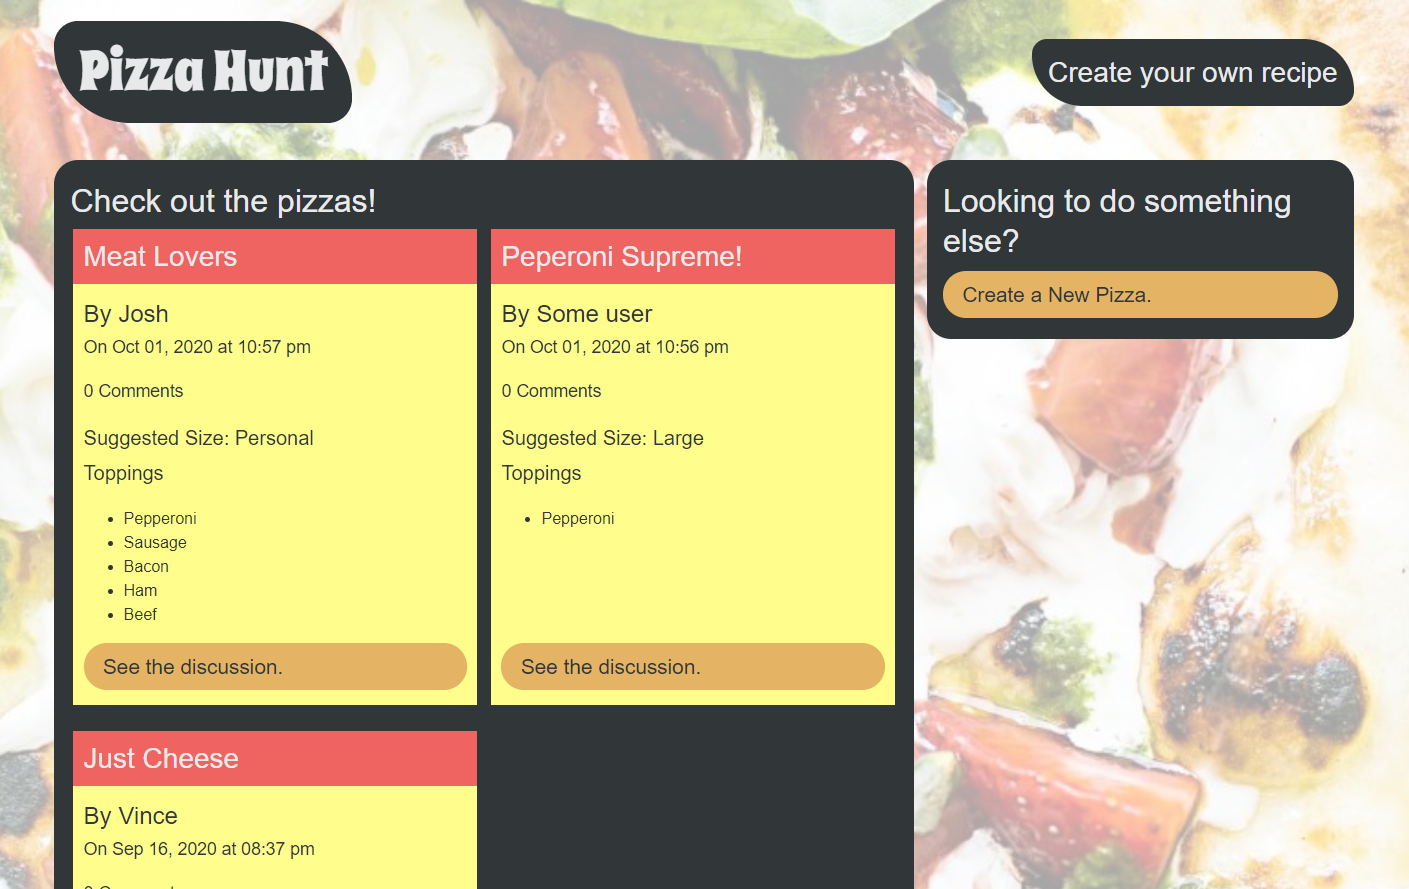 Pizza Hunt
Create your own recipe
Check out the pizzas!
Meat Lovers
By Josh
On Oct 01, 2020 at 10:57 pm
0 Comments
Suggested Size: Personal
Toppings
Pepperoni
Sausage
Bacon
Ham
Beef
See the discussion.
Peperoni Supreme!
By Some user
On Oct 01, 2020 at 10:56 pm
0 Comments
Suggested Size: Large
Toppings
Pepperoni
See the discussion.
Just Cheese
By Vince
On Sep 16, 2020 at 08:37 pm
Looking to do something
else?
Create a New Pizza.